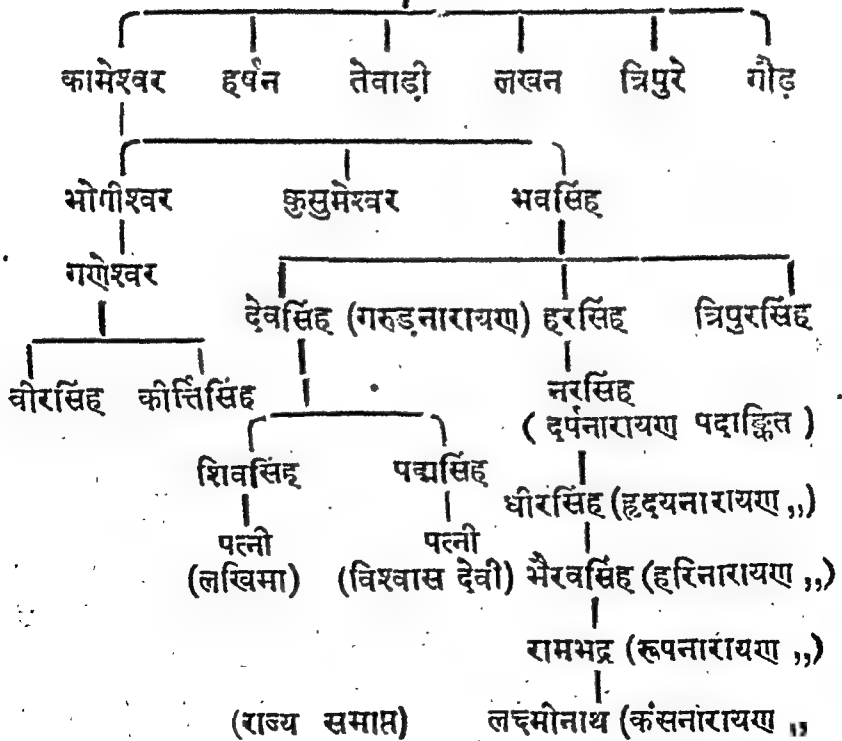 कामेश्वर हर्षन तेवाड़ी लखन त्रिपुरे गौड़
भोगीश्वर कुसुमेश्वर भवसिंह
गणेश्वर
देवसिंह (गरुड़नारायण) हरसिंह त्रिपुरसिंह
वीरसिंह कीर्त्तिसिंह
नरसिंह
( दर्पनारायण पदाङ्कित )
शिवसिंह पद्मसिंह
धीरसिंह (हृदयनारायण ,,)
पत्नी पत्नी
(लखिमा) (विश्वास देवी) भैरवसिंह (हरिनारायण ,,)
रामभद्र (रूपनारायण ,,)
(राज्य समाप्त) लक्ष्मीनाथ (कंसनारायण ,,